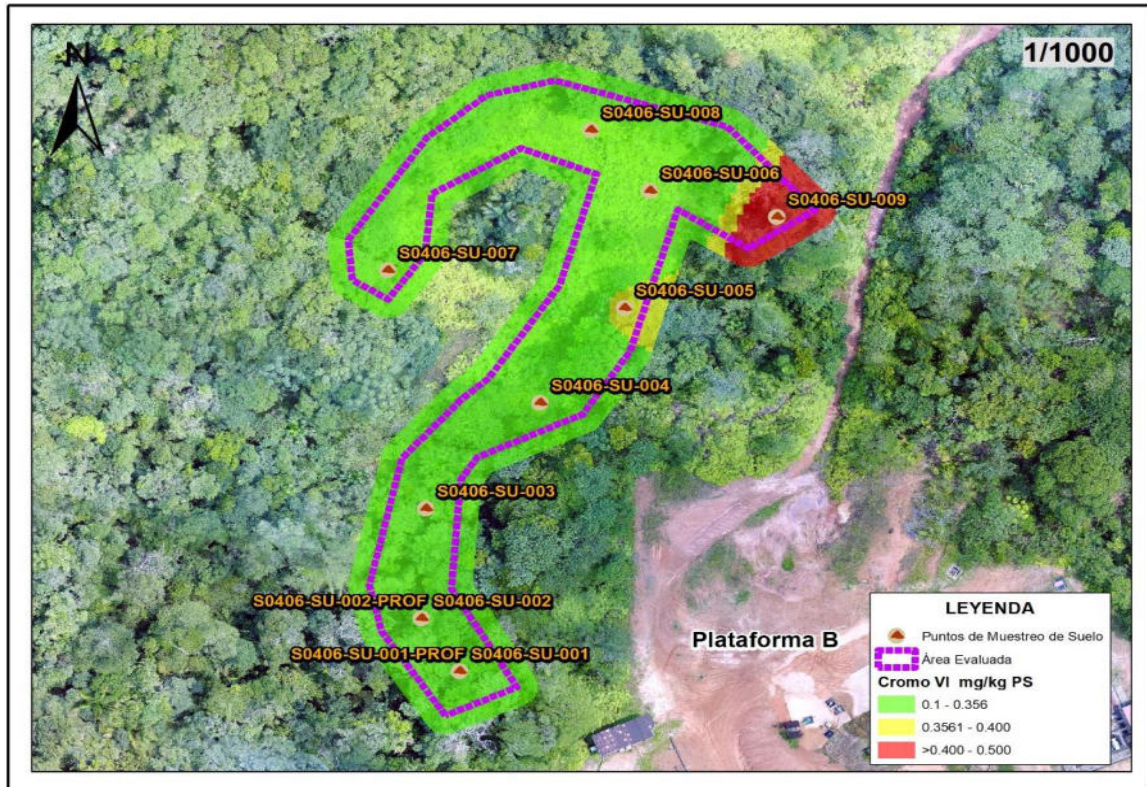 N
1/1000
S0406-SU-008
S0406-SU-006
S0406-SU-009
S0406-SU-007
S0406-SU-005
S0406-SU-004
S0406-SU-003
S0406-SU-002-PROF S0406-SU-002
S0406-SU-001-PROF S0406-SU-001
Plataforma B
LEYENDA
Puntos de Muestreo de Suelo
Área Evaluada
Cromo VI mg/kg PS
0.1 - 0.356
0.3561 - 0.400
>0.400 - 0.500